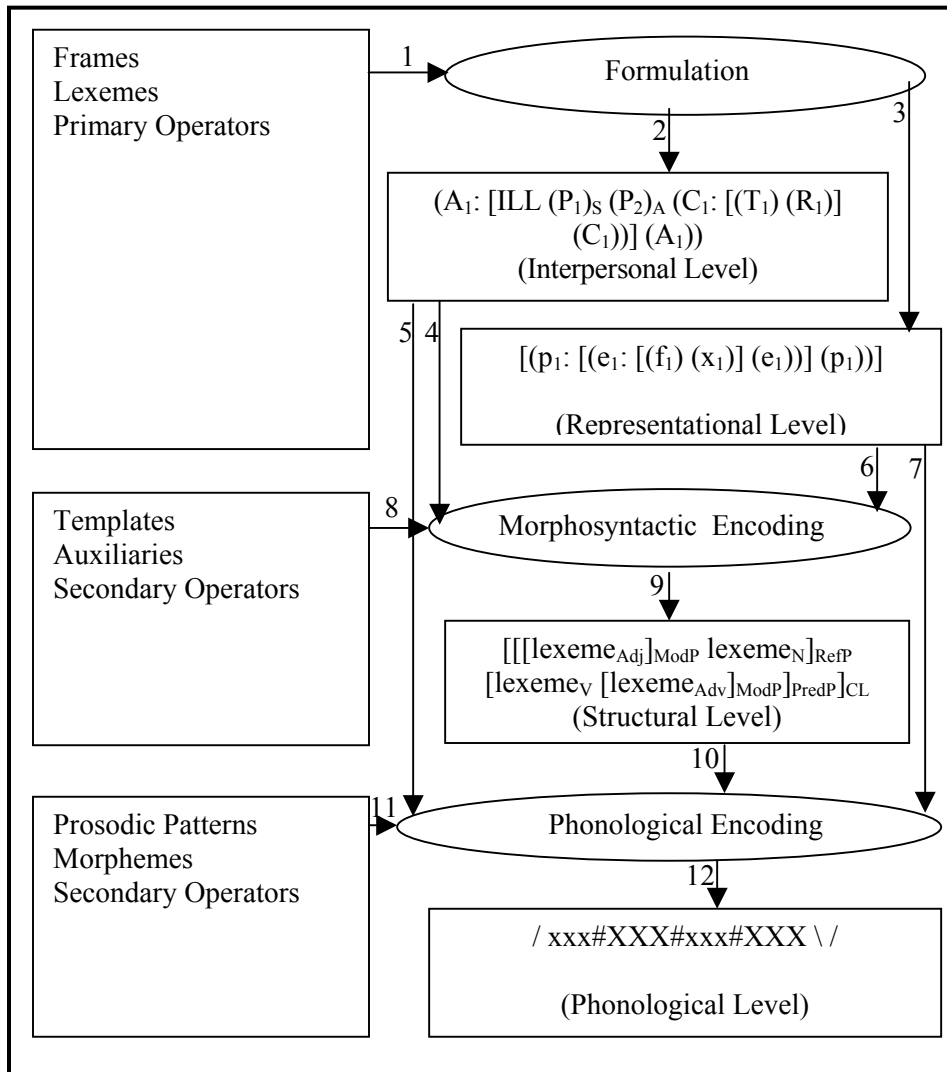 Frames
Lexemes
Primary Operators
1
Formulation
2
3
(A₁: [ILL (P₁)S (P₂)A (C₁: [(T₁) (R₁)]
(C₁))] (A₁))
(Interpersonal Level)
5
4
[(p₁: [(e₁: [(f₁) (x₁)] (e₁))] (p₁))]
(Representational Level)
6
7
Templates
Auxiliaries
Secondary Operators
8
Morphosyntactic Encoding
9
[[[lexemeAdj]ModP lexemeN]RefP
[lexemeV [lexemeAdv]ModP]PredP]CL
(Structural Level)
10
Prosodic Patterns
Morphemes
Secondary Operators
11
Phonological Encoding
12
/ xxx#XXX#xxx#XXX \ /
(Phonological Level)